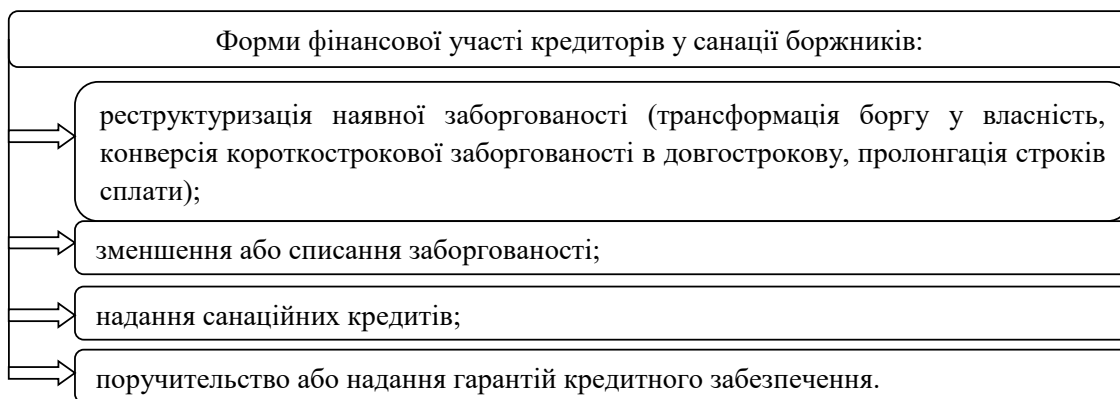 Форми фінансової участі кредиторів у санації боржників:
реструктуризація наявної заборгованості (трансформація боргу у власність,
конверсія короткострокової заборгованості в довгострокову, пролонгація строків
сплати);
зменшення або списання заборгованості;
надання санаційних кредитів;
поручительство або надання гарантій кредитного забезпечення.